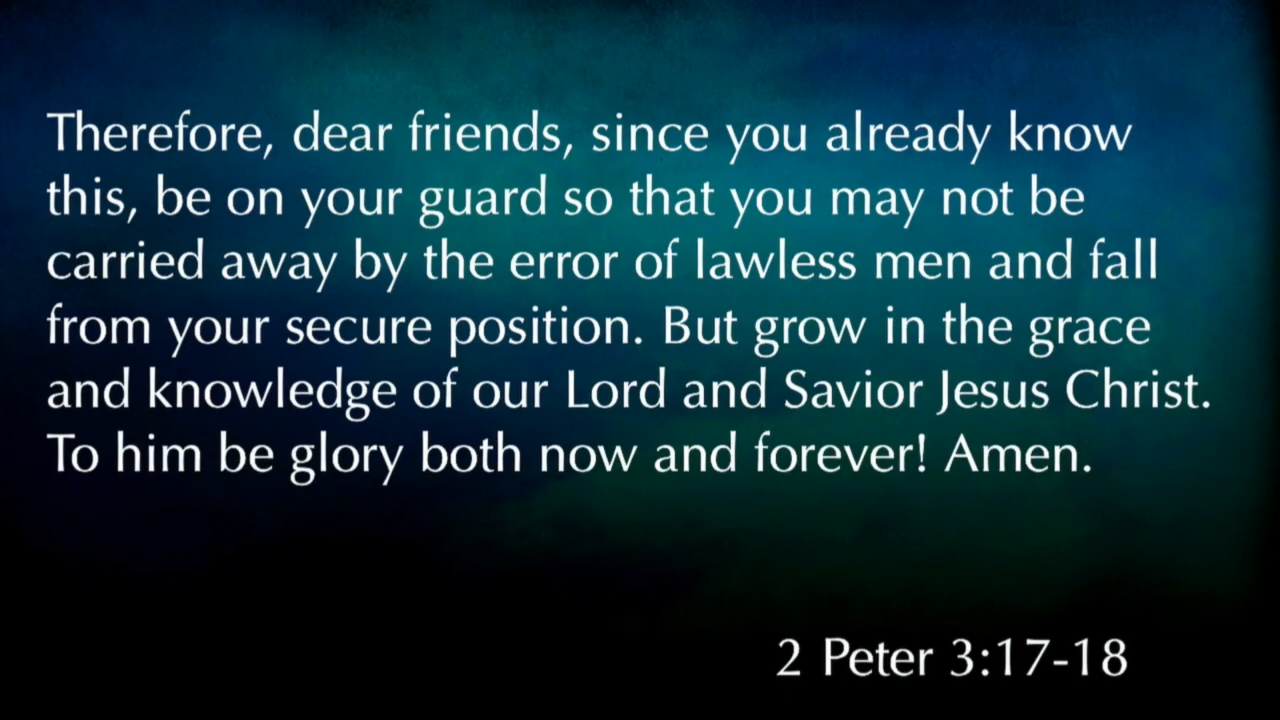 Therefore, dear friends, since you already know
this, be on your guard so that you may not be
carried away by the error of lawless men and fall
from your secure position. But grow in the grace
and knowledge of our Lord and Savior Jesus Christ.
To him be glory both now and forever! Amen.
2 Peter 3:17-18